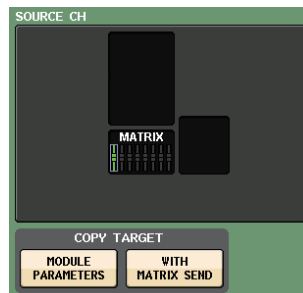 SOURCE CH
MATRIX
COPY TARGET
MODULE
PARAMETERS
WITH
MATRIX SEND